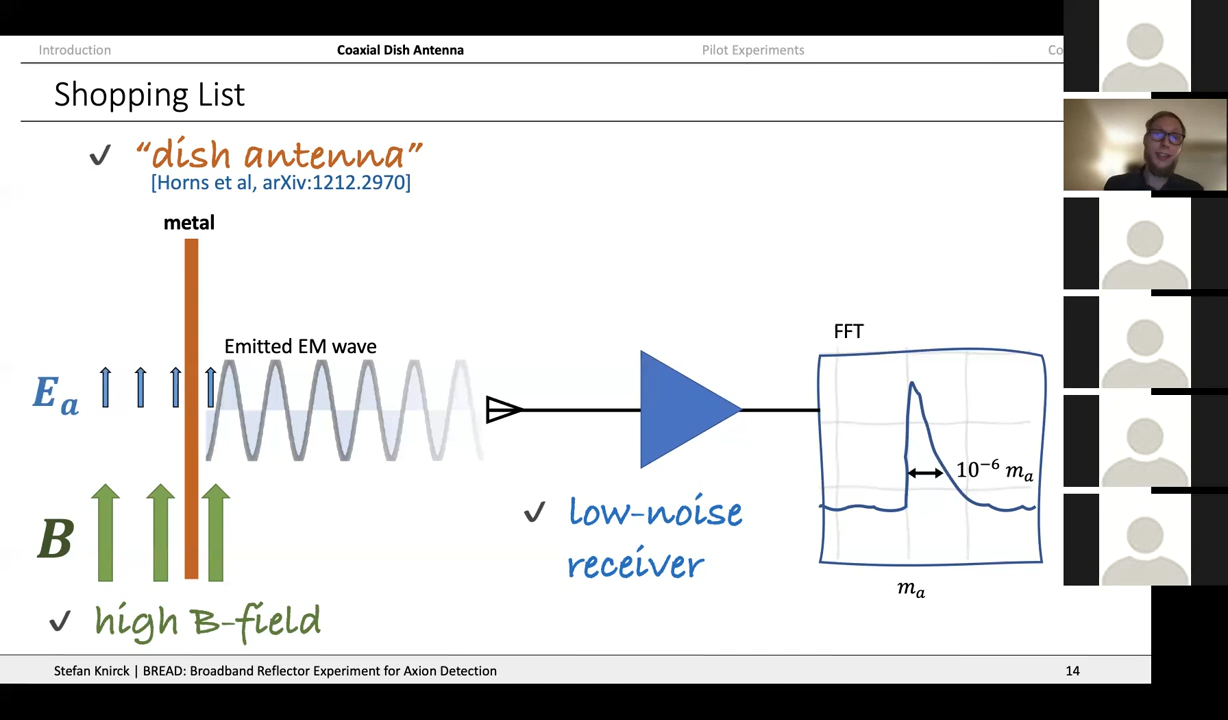 Introduction
Coaxial Dish Antenna
Pilot Experiments
Co
Shopping List
✓ “dish antenna”
[Horns et al, arXiv:1212.2970]
metal
Emitted EM wave
FFT
Eₐ
10⁻⁶ mₐ
B
✓ low-noise
receiver
mₐ
✓ high B-field
Stefan Knirck | BREAD: Broadband Reflector Experiment for Axion Detection
14